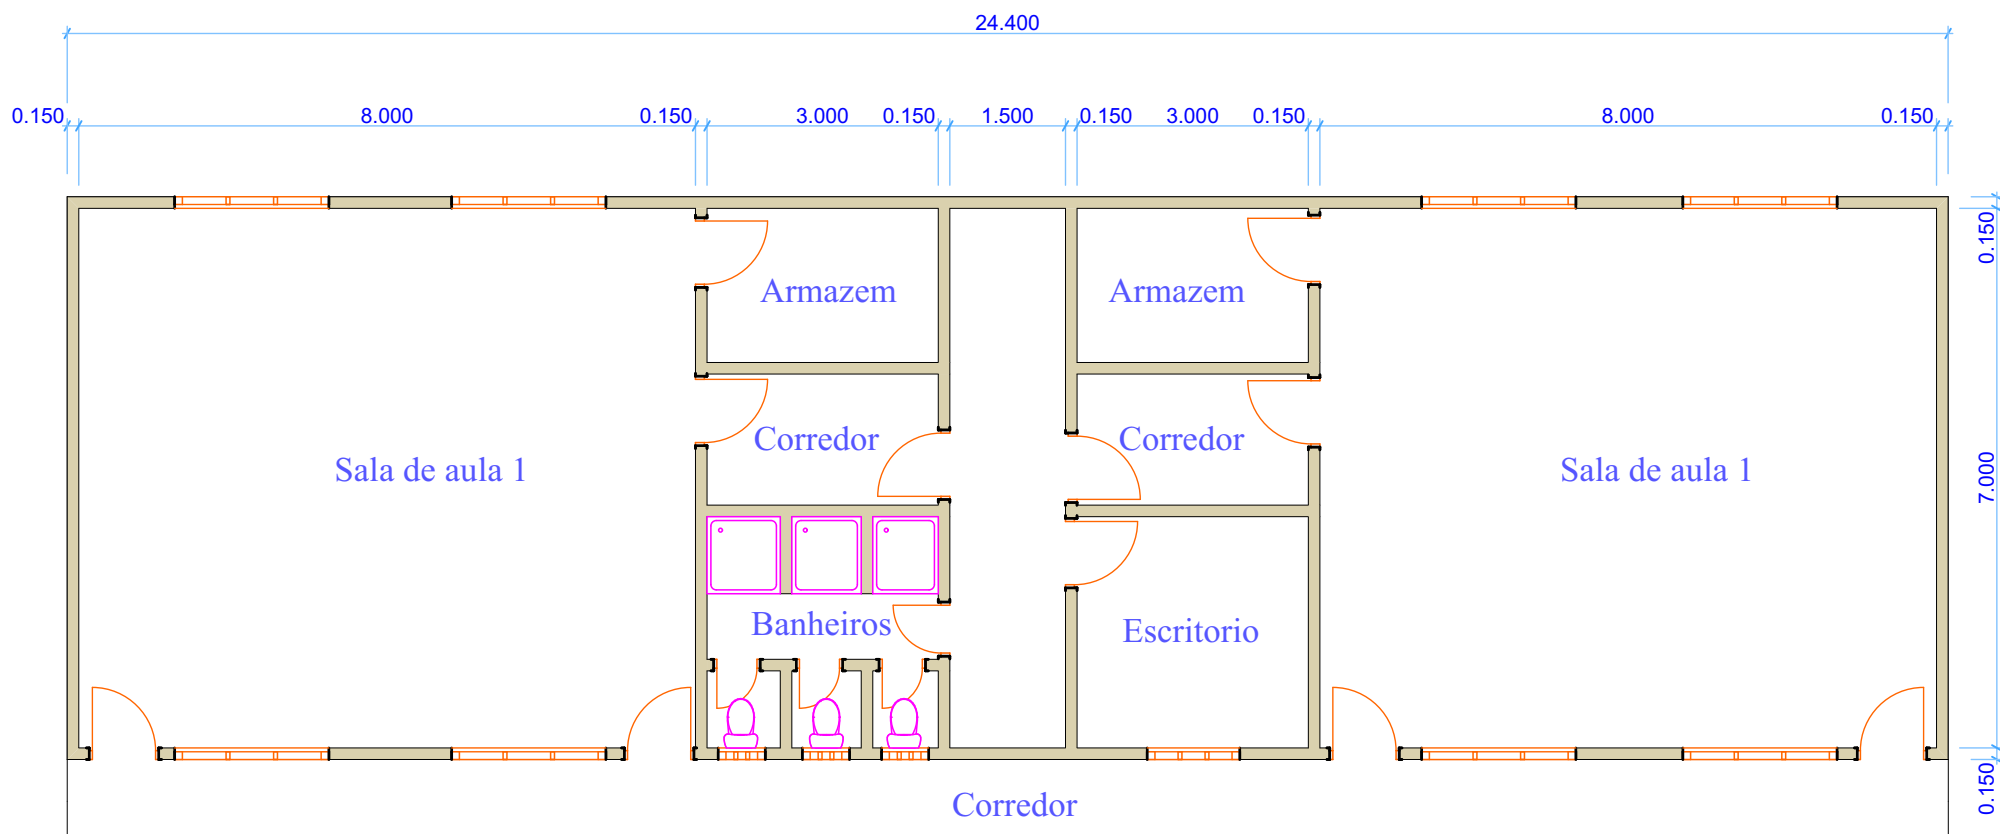 24.400
0.150 8.000 0.150 3.000 0.150 1.500 0.150 3.000 0.150 8.000 0.150
0.150
Armazem Armazem
Corredor Corredor
Sala de aula 1 Sala de aula 1
7.000
Banheiros Escritorio
0.150
Corredor